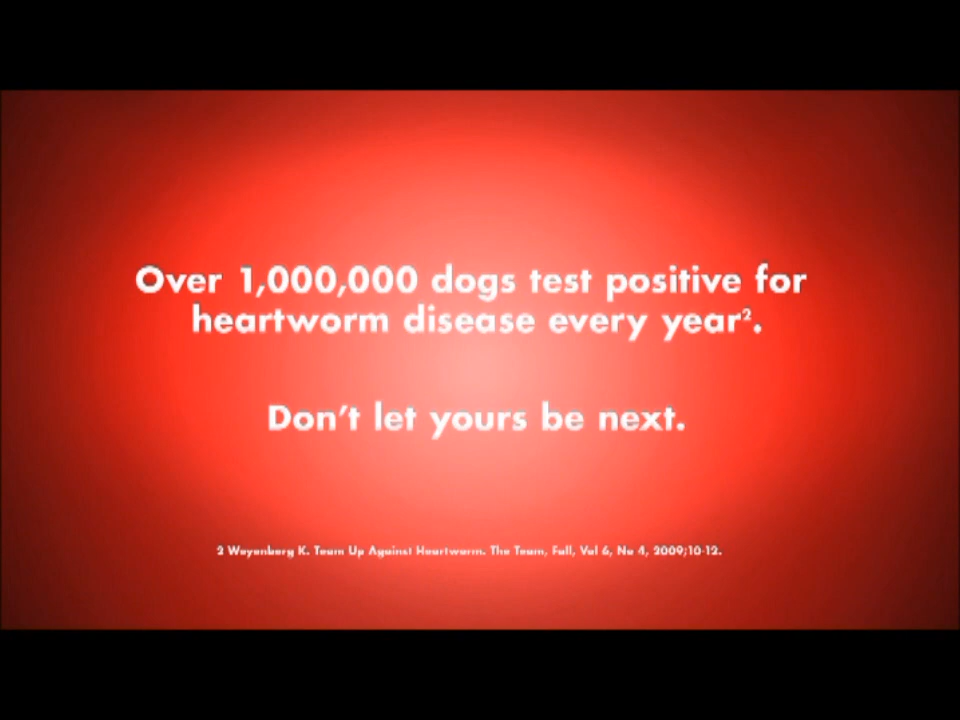 Over 1,000,000 dogs test positive for
heartworm disease every year².
Don't let yours be next.
2 Weyenberg K. Team Up Against Heartworm. The Team, Fall, Vol 6, No 4, 2009;10-12.